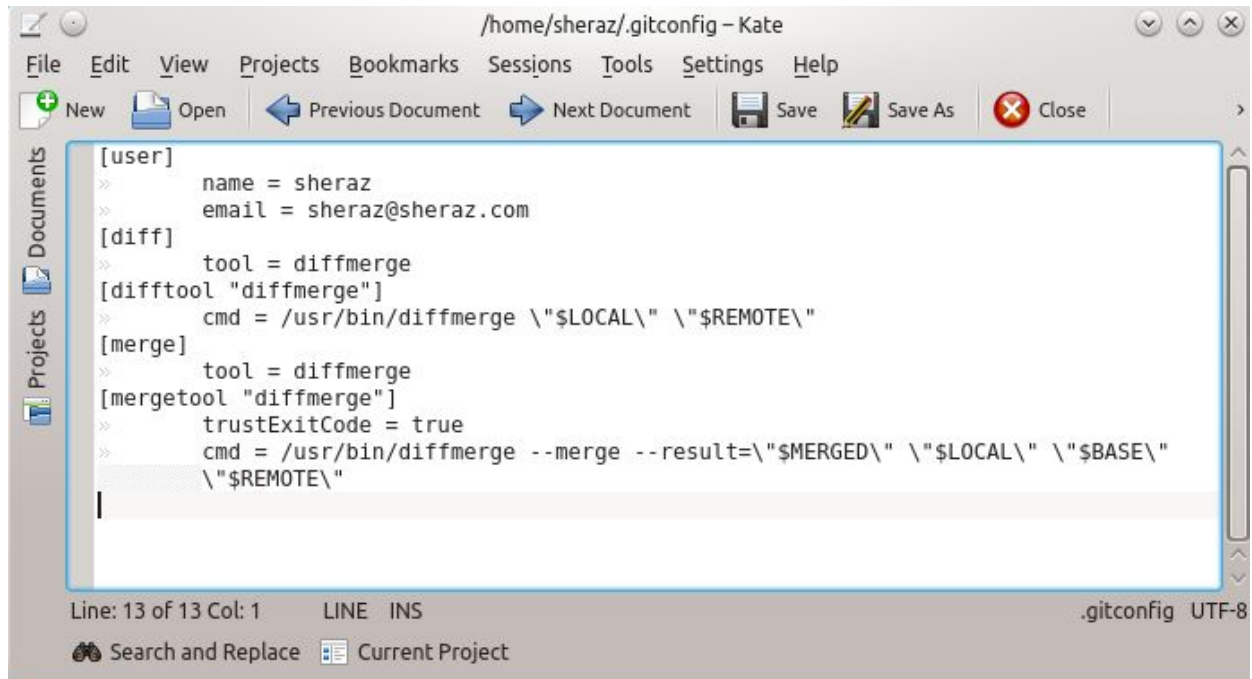 /home/sheraz/.gitconfig – Kate
File Edit View Projects Bookmarks Sessions Tools Settings Help
New Open Previous Document Next Document Save Save As Close
Documents
Projects
[user]
name = sheraz
email = sheraz@sheraz.com
[diff]
tool = diffmerge
[difftool "diffmerge"]
cmd = /usr/bin/diffmerge \"$LOCAL\" \"$REMOTE\"
[merge]
tool = diffmerge
[mergetool "diffmerge"]
trustExitCode = true
cmd = /usr/bin/diffmerge --merge --result=\"$MERGED\" \"$LOCAL\" \"$BASE\"
\"$REMOTE\"
Line: 13 of 13 Col: 1 LINE INS .gitconfig UTF-8
Search and Replace Current Project